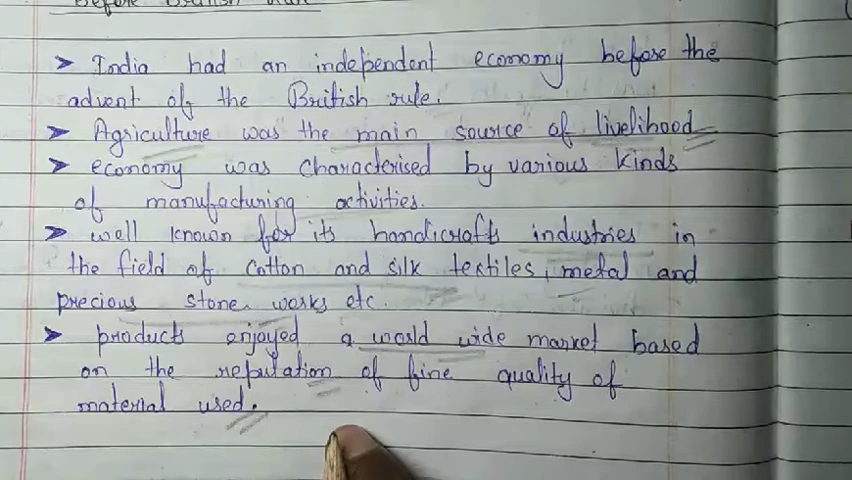 Before British Rule
➤ India had an independent economy before the
advent of the British rule.
➤ Agriculture was the main source of livelihood
➤ economy was characterised by various kinds
of manufacturing activities.
➤ well known for its handicrafts industries in
the field of cotton and silk textiles, metal and
precious stone works etc.
➤ products enjoyed a world wide market based
on the reputation of fine quality of
material used.